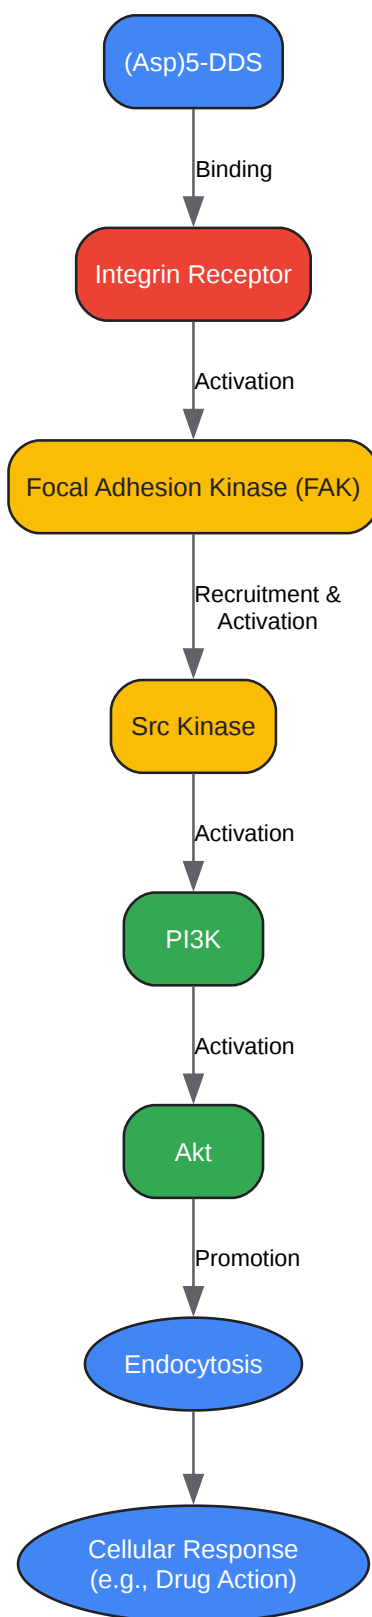 (Asp)5-DDS
Binding
Integrin Receptor
Activation
Focal Adhesion Kinase (FAK)
Recruitment &
Activation
Src Kinase
Activation
PI3K
Activation
Akt
Promotion
Endocytosis
Cellular Response
(e.g., Drug Action)